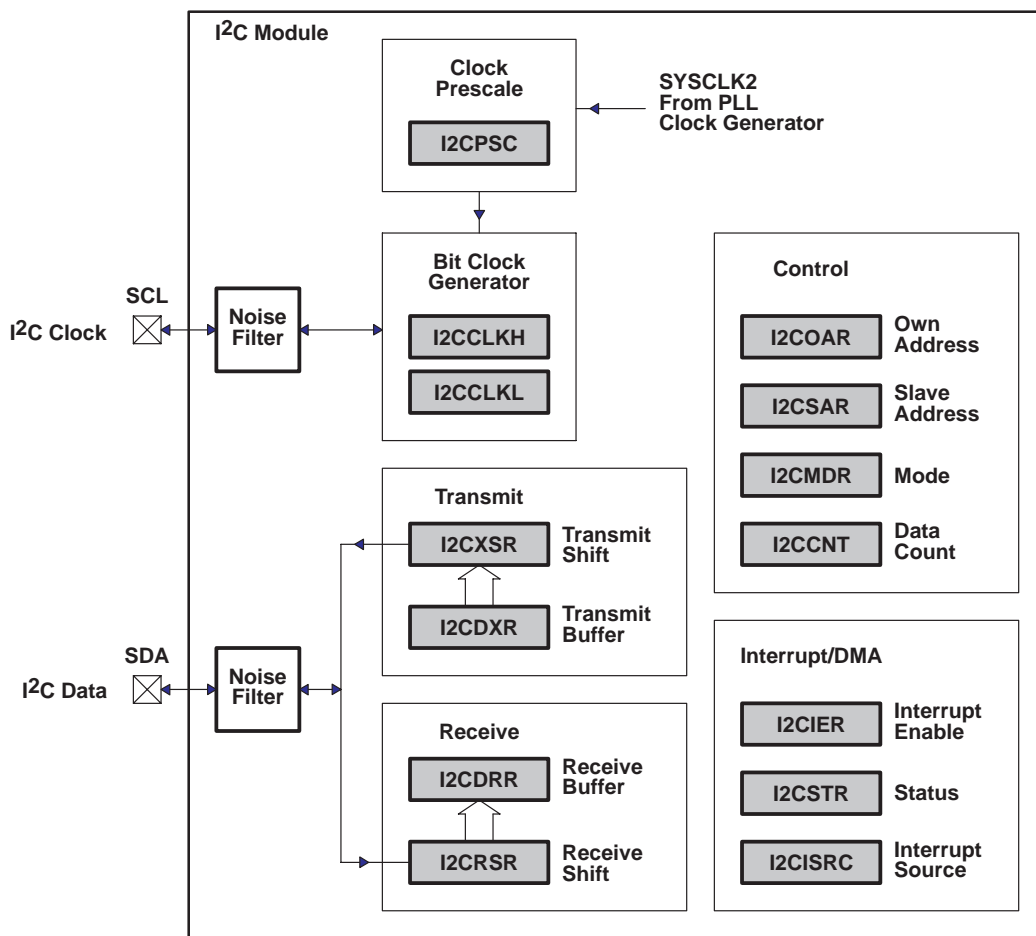 I2C Module
Clock
Prescale
I2CPSC
SYSCLK2
From PLL
Clock Generator
Bit Clock
Generator
I2CCLKH
I2CCLKL
SCL
I2C Clock
Noise
Filter
Control
I2COAR
Own
Address
I2CSAR
Slave
Address
I2CMDR
Mode
I2CCNT
Data
Count
Transmit
I2CXSR
Transmit
Shift
I2CDXR
Transmit
Buffer
SDA
I2C Data
Noise
Filter
Receive
I2CDRR
Receive
Buffer
I2CRSR
Receive
Shift
Interrupt/DMA
I2CIER
Interrupt
Enable
I2CSTR
Status
I2CISRC
Interrupt
Source